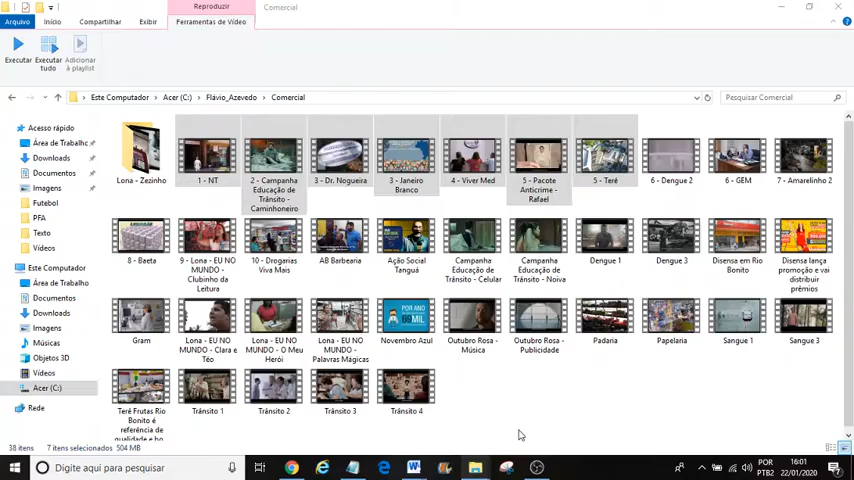 Reproduzir
Comercial
Arquivo
Início
Compartilhar
Exibir
Ferramentas de Vídeo
Executar
Executar
tudo
Adicionar
à playlist
Este Computador
Acer (C:)
Flávio_Azevedo
Comercial
Pesquisar Comercial
Acesso rápido
Área de Trabalho
Downloads
Documentos
Imagens
Futebol
PFA
Texto
Vídeos
Este Computador
Área de Trabalho
Documentos
Downloads
Imagens
Músicas
Objetos 3D
Vídeos
Acer (C:)
Rede
Lona - Zezinho
1 - NT
2 - Campanha
Educação de
Trânsito -
Caminhoneiro
3 - Dr. Nogueira
3 - Janeiro
Branco
4 - Viver Med
5 - Pacote
Anticrime -
Rafael
5 - Terê
6 - Dengue 2
6 - GEM
7 - Amarelinho 2
8 - Baeta
9 - Lona - EU NO
MUNDO -
Clubinho da
Leitura
10 - Drogarias
Viva Mais
AB Barbearia
Ação Social
Tanguá
Campanha
Educação de
Trânsito - Celular
Campanha
Educação de
Trânsito - Noiva
Dengue 1
Dengue 3
Disensa em Rio
Bonito
Disensa lança
promoção e vai
distribuir
prêmios
Gram
Lona - EU NO
MUNDO - Clara e
Téo
Lona - EU NO
MUNDO - O Meu
Herói
Lona - EU NO
MUNDO -
Palavras Mágicas
POR ANO
68 MIL
Novembro Azul
Outubro Rosa -
Música
Outubro Rosa -
Publicidade
Padaria
Papelaria
Sangue 1
Sangue 3
Terê Frutas Rio
Bonito é
referência de
qualidade e bo
Trânsito 1
Trânsito 2
Trânsito 3
Trânsito 4
38 itens
7 itens selecionados 504 MB
Digite aqui para pesquisar
POR
PTB2
16:01
22/01/2020